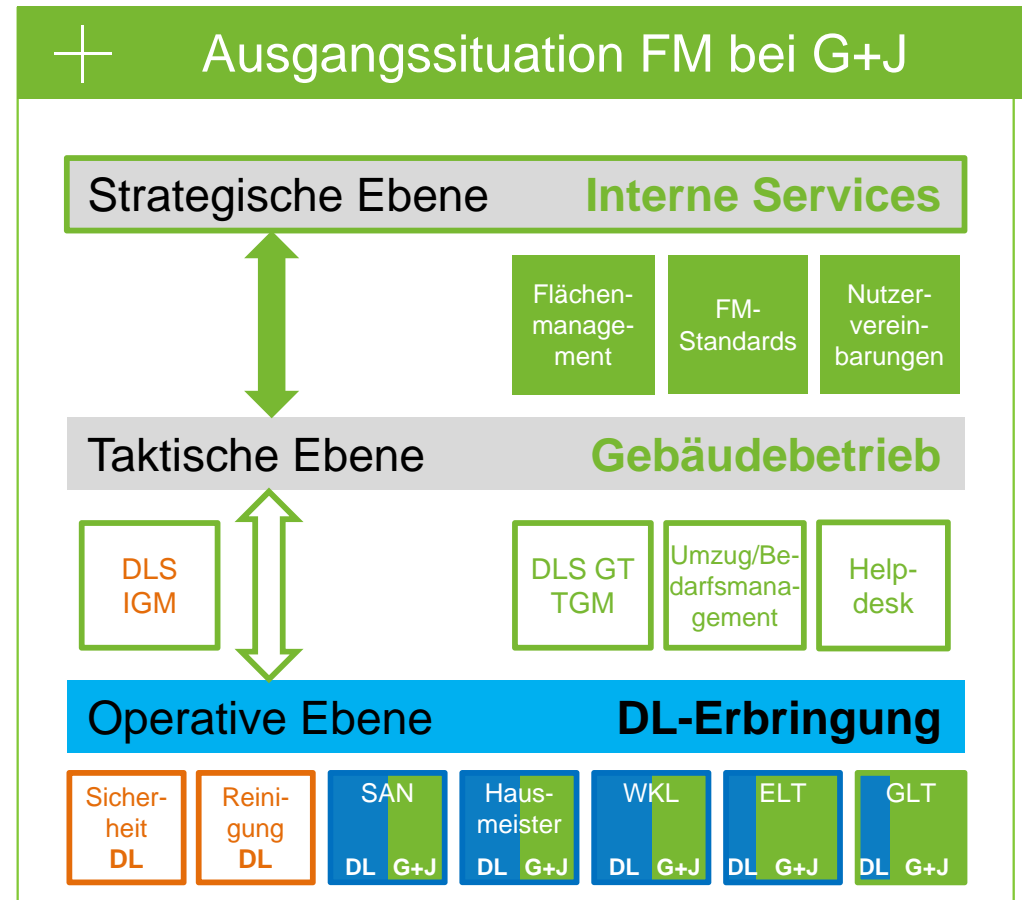 Ausgangssituation FM bei G+J
Strategische Ebene Interne Services
Flächen-
manage-
ment
FM-
Standards
Nutzer-
verein-
barungen
Taktische Ebene Gebäudebetrieb
DLS
IGM
DLS GT
TGM
Umzug/Be-
darfsmana-
gement
Help-
desk
Operative Ebene DL-Erbringung
Sicher-
heit
DL
Reini-
gung
DL
SAN
DL G+J
Haus-
meister
DL G+J
WKL
DL G+J
ELT
DL G+J
GLT
DL G+J